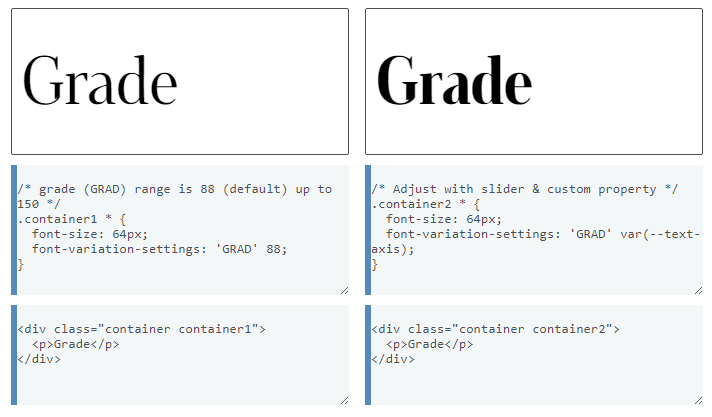 Grade
Grade
/* grade (GRAD) range is 88 (default) up to
150 */
.container1 * {
  font-size: 64px;
  font-variation-settings: 'GRAD' 88;
}
/* Adjust with slider & custom property */
.container2 * {
  font-size: 64px;
  font-variation-settings: 'GRAD' var(--text-
axis);
}
<div class="container container1">
  <p>Grade</p>
</div>
<div class="container container2">
  <p>Grade</p>
</div>